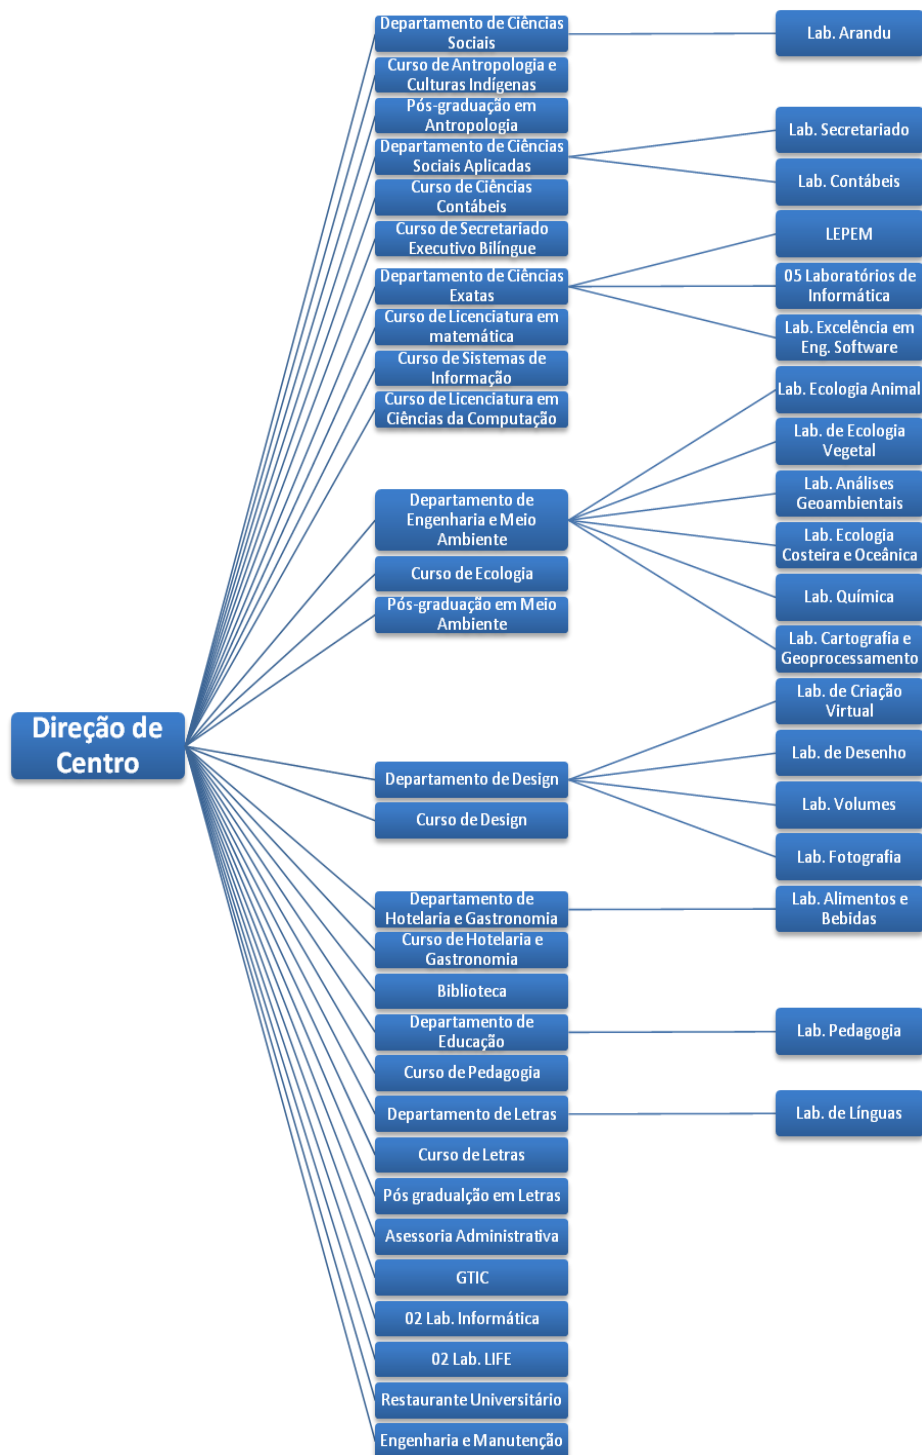 Direção de
Centro
Departamento de Ciências
Sociais
Curso de Antropologia e
Culturas Indígenas
Pós-graduação em
Antropologia
Departamento de Ciências
Sociais Aplicadas
Curso de Ciências
Contábeis
Curso de Secretariado
Executivo Bilíngue
Departamento de Ciências
Exatas
Curso de Licenciatura em
matemática
Curso de Sistemas de
Informação
Curso de Licenciatura em
Ciências da Computação
Departamento de
Engenharia e Meio
Ambiente
Curso de Ecologia
Pós-graduação em Meio
Ambiente
Departamento de Design
Curso de Design
Departamento de
Hotelaria e Gastronomia
Curso de Hotelaria e
Gastronomia
Biblioteca
Departamento de
Educação
Curso de Pedagogia
Departamento de Letras
Curso de Letras
Pós gradualção em Letras
Asessoria Administrativa
GTIC
02 Lab. Informática
02 Lab. LIFE
Restaurante Universitário
Engenharia e Manutenção
Lab. Arandu
Lab. Secretariado
Lab. Contábeis
LEPEM
05 Laboratórios de
Informática
Lab. Excelência em
Eng. Software
Lab. Ecologia Animal
Lab. de Ecologia
Vegetal
Lab. Análises
Geoambientais
Lab. Ecologia
Costeira e Oceânica
Lab. Química
Lab. Cartografia e
Geoprocessamento
Lab. de Criação
Virtual
Lab. de Desenho
Lab. Volumes
Lab. Fotografia
Lab. Alimentos e
Bebidas
Lab. Pedagogia
Lab. de Línguas